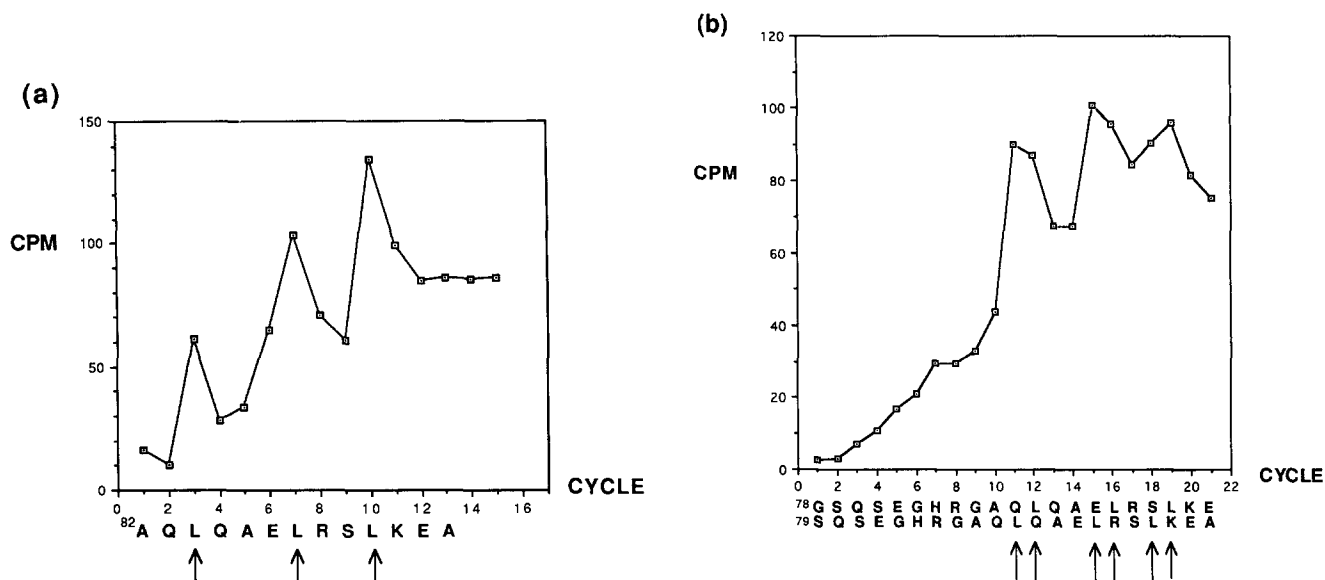 (a)
150
100
50
0
CPM
0 2 4 6 8 10 12 14 16
CYCLE
82A Q L Q A E L R S L K E A
(b)
120
100
80
60
40
20
0
CPM
0 2 4 6 8 10 12 14 16 18 20 22
CYCLE
78G S Q S E G H R G A Q L Q A E L R S L K E
79S Q S E G H R G A Q L Q A E L R S L K E A